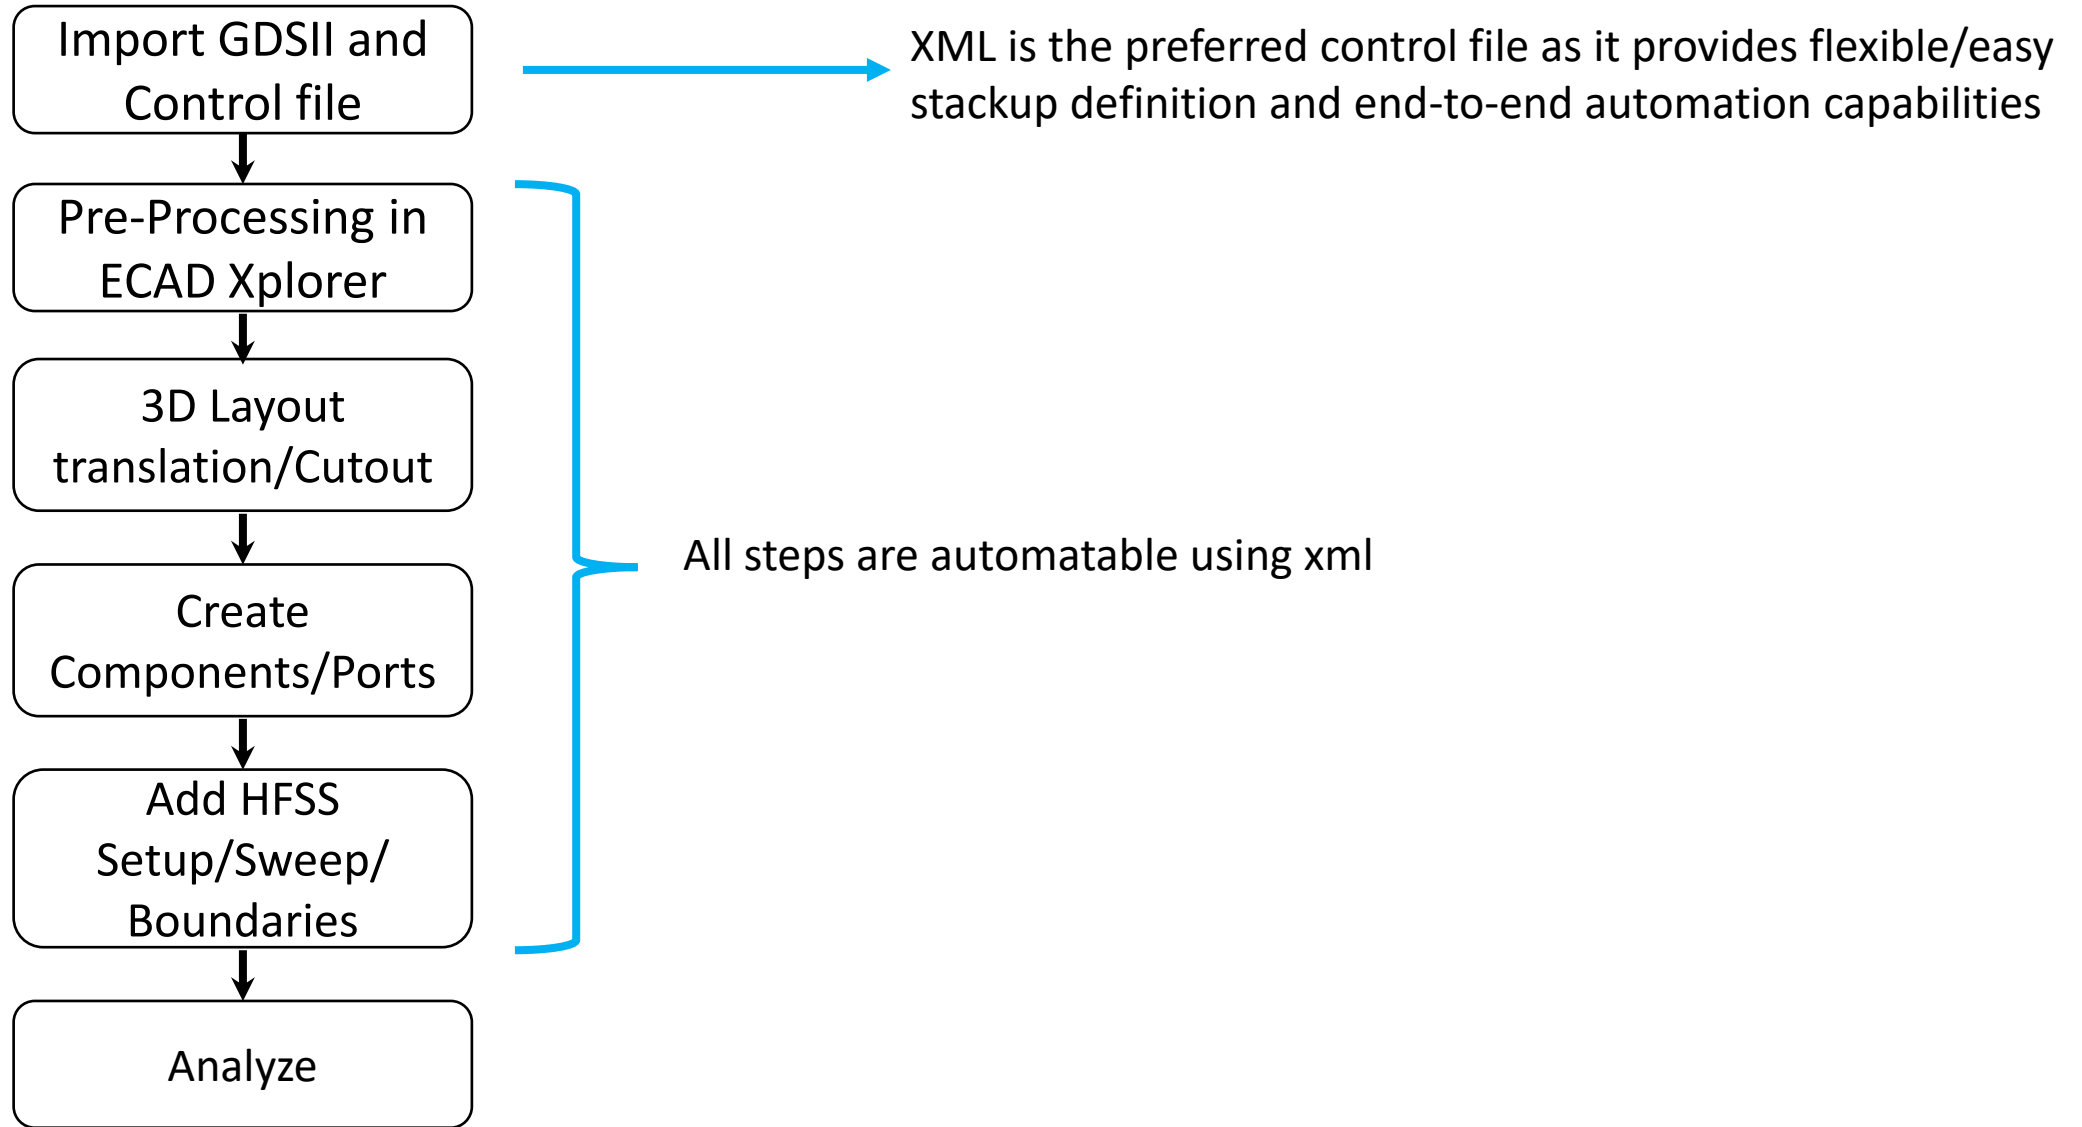 Import GDSII and
Control file
XML is the preferred control file as it provides flexible/easy
stackup definition and end-to-end automation capabilities
Pre-Processing in
ECAD Xplorer
3D Layout
translation/Cutout
All steps are automatable using xml
Create
Components/Ports
Add HFSS
Setup/Sweep/
Boundaries
Analyze